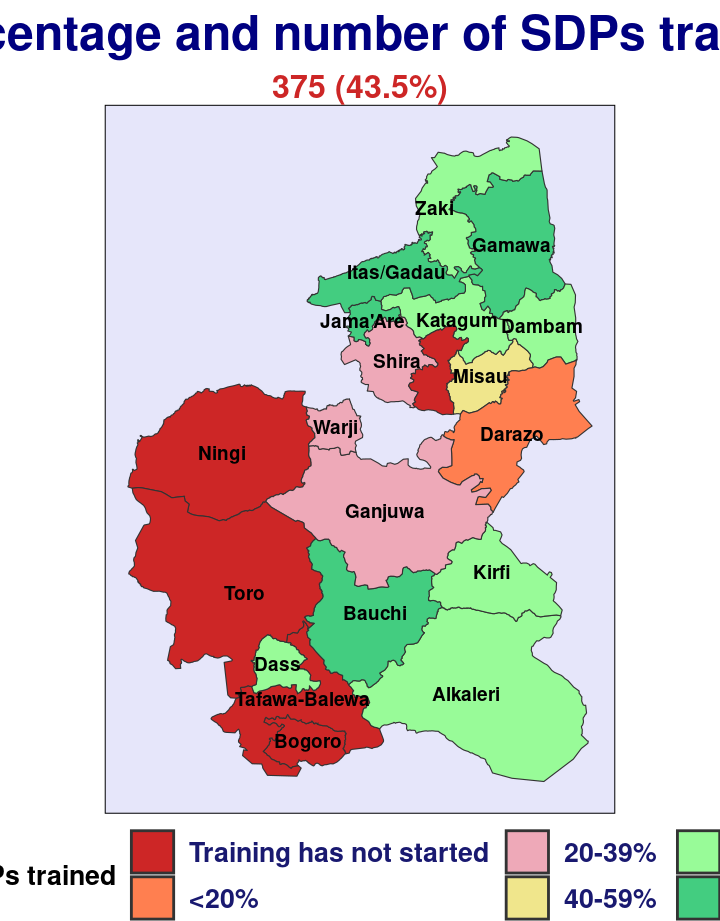 centage and number of SDPs tra
375 (43.5%)
Zaki
Gamawa
Itas/Gadau
Jama'Are
Katagum
Dambam
Shira
Misau
Warji
Darazo
Ningi
Ganjuwa
Kirfi
Toro
Bauchi
Dass
Alkaleri
Tafawa-Balewa
Bogoro
Ps trained
Training has not started
20-39%
<20%
40-59%